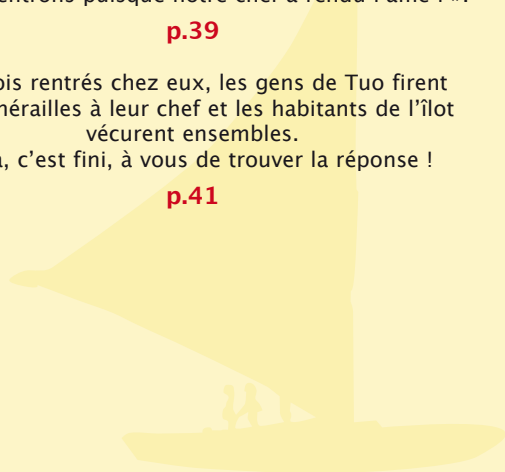 puisque notre chef a rendu l'âme ! ».
p.39
rentrés chez eux, les gens de Tuo firent
à leur chef et les habitants de l'îlot
vécurent ensembles.
c'est fini, à vous de trouver la réponse !
p.41